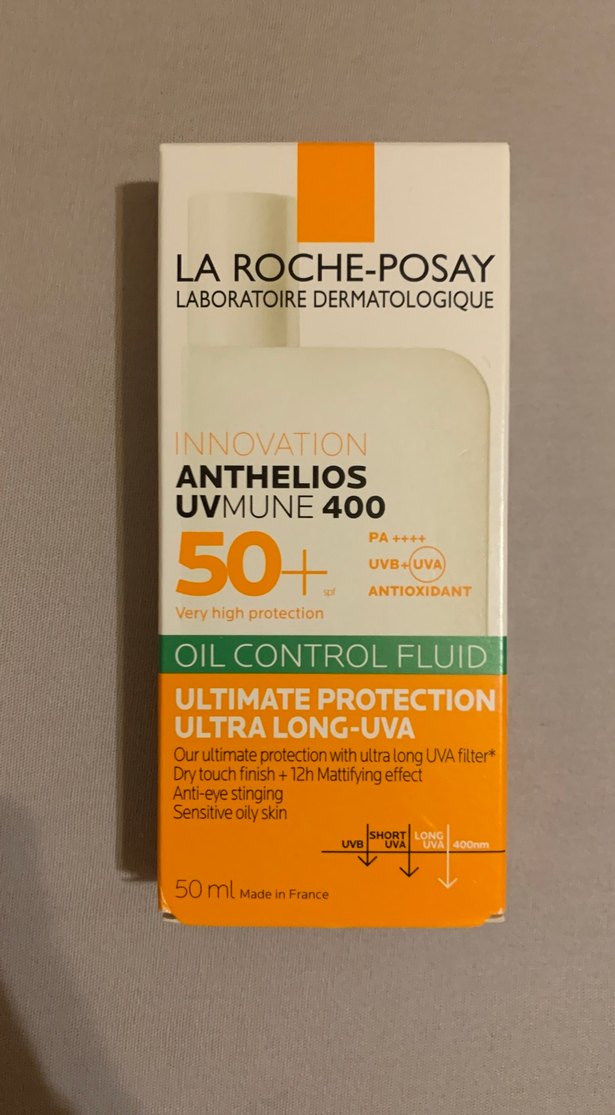 LA ROCHE-POSAY
LABORATOIRE DERMATOLOGIQUE
INNOVATION
ANTHELIOS
UVMUNE 400
50+ spf
Very high protection
PA ++++
UVB+UVA
ANTIOXIDANT
OIL CONTROL FLUID
ULTIMATE PROTECTION
ULTRA LONG-UVA
Our ultimate protection with ultra long UVA filter*
Dry touch finish + 12h Mattifying effect
Anti-eye stinging
Sensitive oily skin
UVB SHORT UVA LONG UVA 400nm
50 ml Made in France